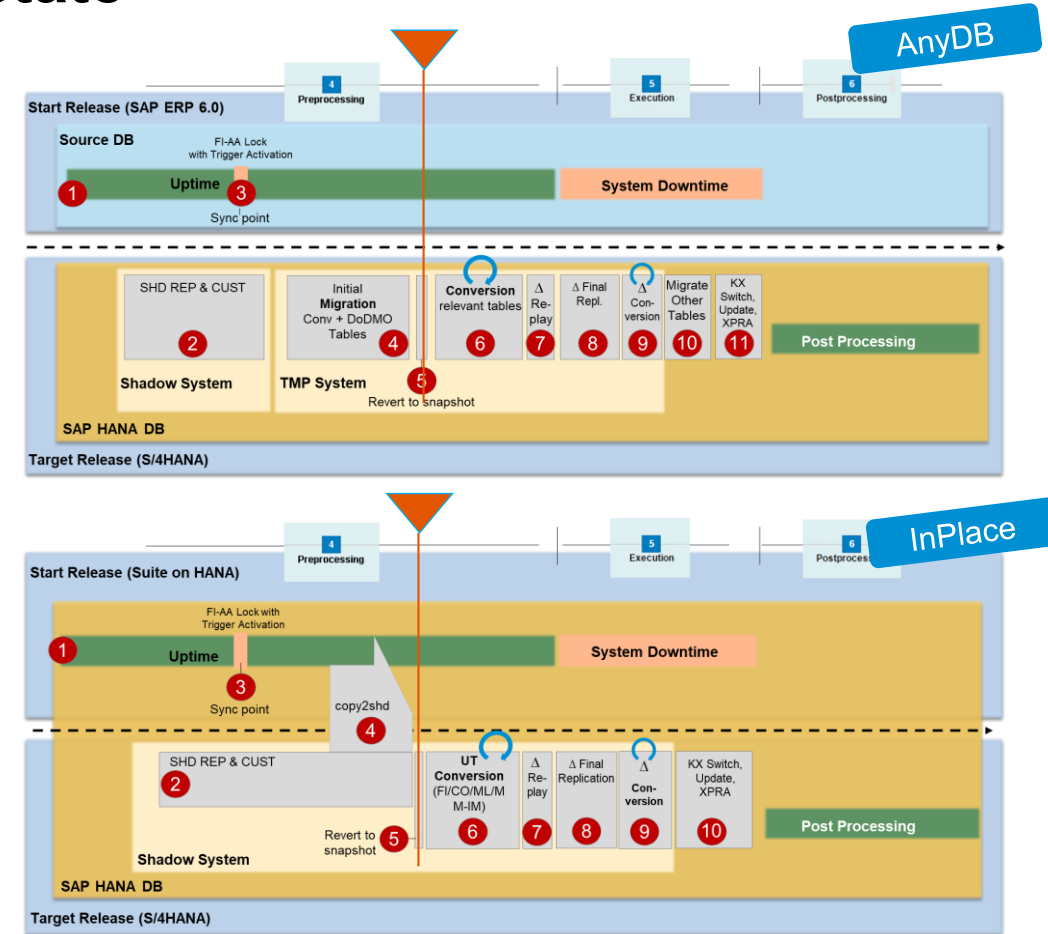 AnyDB
4
Preprocessing
5
Execution
6
Postprocessing
Start Release (SAP ERP 6.0)
Source DB
FI-AA Lock
with Trigger Activation
1
Uptime
3
System Downtime
Sync point
SHD REP & CUST
2
Shadow System
Initial
Migration
Conv + DoDMO
Tables
4
TMP System
5
Revert to snapshot
Conversion
relevant tables
6
Δ
Re-
play
7
Δ Final
Repl.
8
Δ
Con-
version
9
Migrate
Other
Tables
10
KX
Switch,
Update,
XPRA
11
Post Processing
SAP HANA DB
Target Release (S/4HANA)
InPlace
4
Preprocessing
5
Execution
6
Start Release (Suite on HANA)
FI-AA Lock with
Trigger Activation
1
Uptime
3
System Downtime
Sync point
copy2shd
4
SHD REP & CUST
2
Revert to
snapshot
5
Shadow System
UT
Conversion
(FI/CO/ML/M
M-IM)
6
Δ
Re-
play
7
Δ Final
Replication
8
Δ
Con-
version
9
KX Switch,
Update,
XPRA
10
Post Processing
SAP HANA DB
Target Release (S/4HANA)